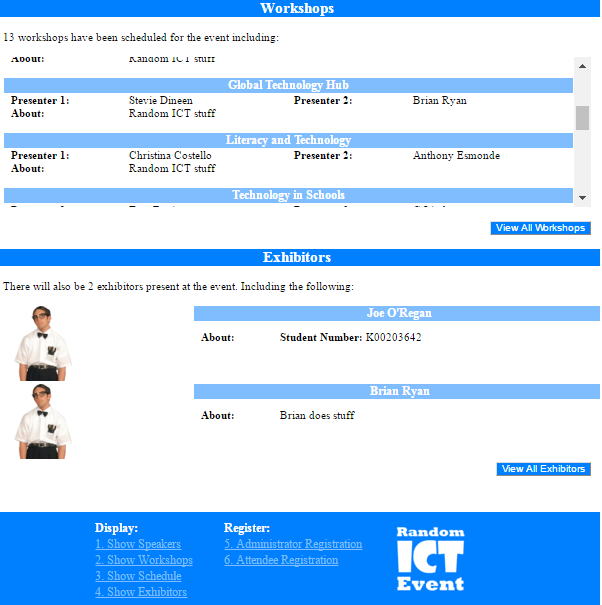 Workshops
13 workshops have been scheduled for the event including:
About: Random ICT stuff
Global Technology Hub
Presenter 1: Stevie Dineen Presenter 2: Brian Ryan
About: Random ICT stuff
Literacy and Technology
Presenter 1: Christina Costello Presenter 2: Anthony Esmonde
About: Random ICT stuff
Technology in Schools
View All Workshops
Exhibitors
There will also be 2 exhibitors present at the event. Including the following:
Joe O'Regan
About: Student Number: K00203642
Brian Ryan
About: Brian does stuff
View All Exhibitors
Display: Register:
1. Show Speakers 5. Administrator Registration
2. Show Workshops 6. Attendee Registration
3. Show Schedule
4. Show Exhibitors
Random
ICT
Event